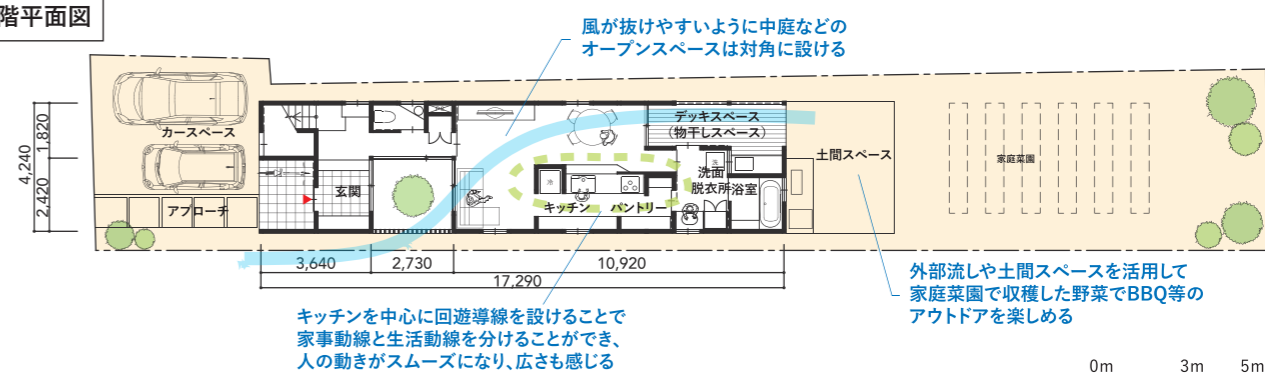 階平面図
風が抜けやすいように中庭などの
オープンスペースは対角に設ける
カースペース
アプローチ
玄関
デッキスペース
(物干しスペース)
洗
洗面
脱衣所
浴室
冷
キッチン
パントリー
土間スペース
家庭菜園
4,240
1,820
2,420
3,640
2,730
10,920
17,290
キッチンを中心に回遊導線を設けることで
家事動線と生活動線を分けることができ、
人の動きがスムーズになり、広さも感じる
外部流しや土間スペースを活用して
家庭菜園で収穫した野菜でBBQ等の
アウトドアを楽しめる
0m 3m 5m